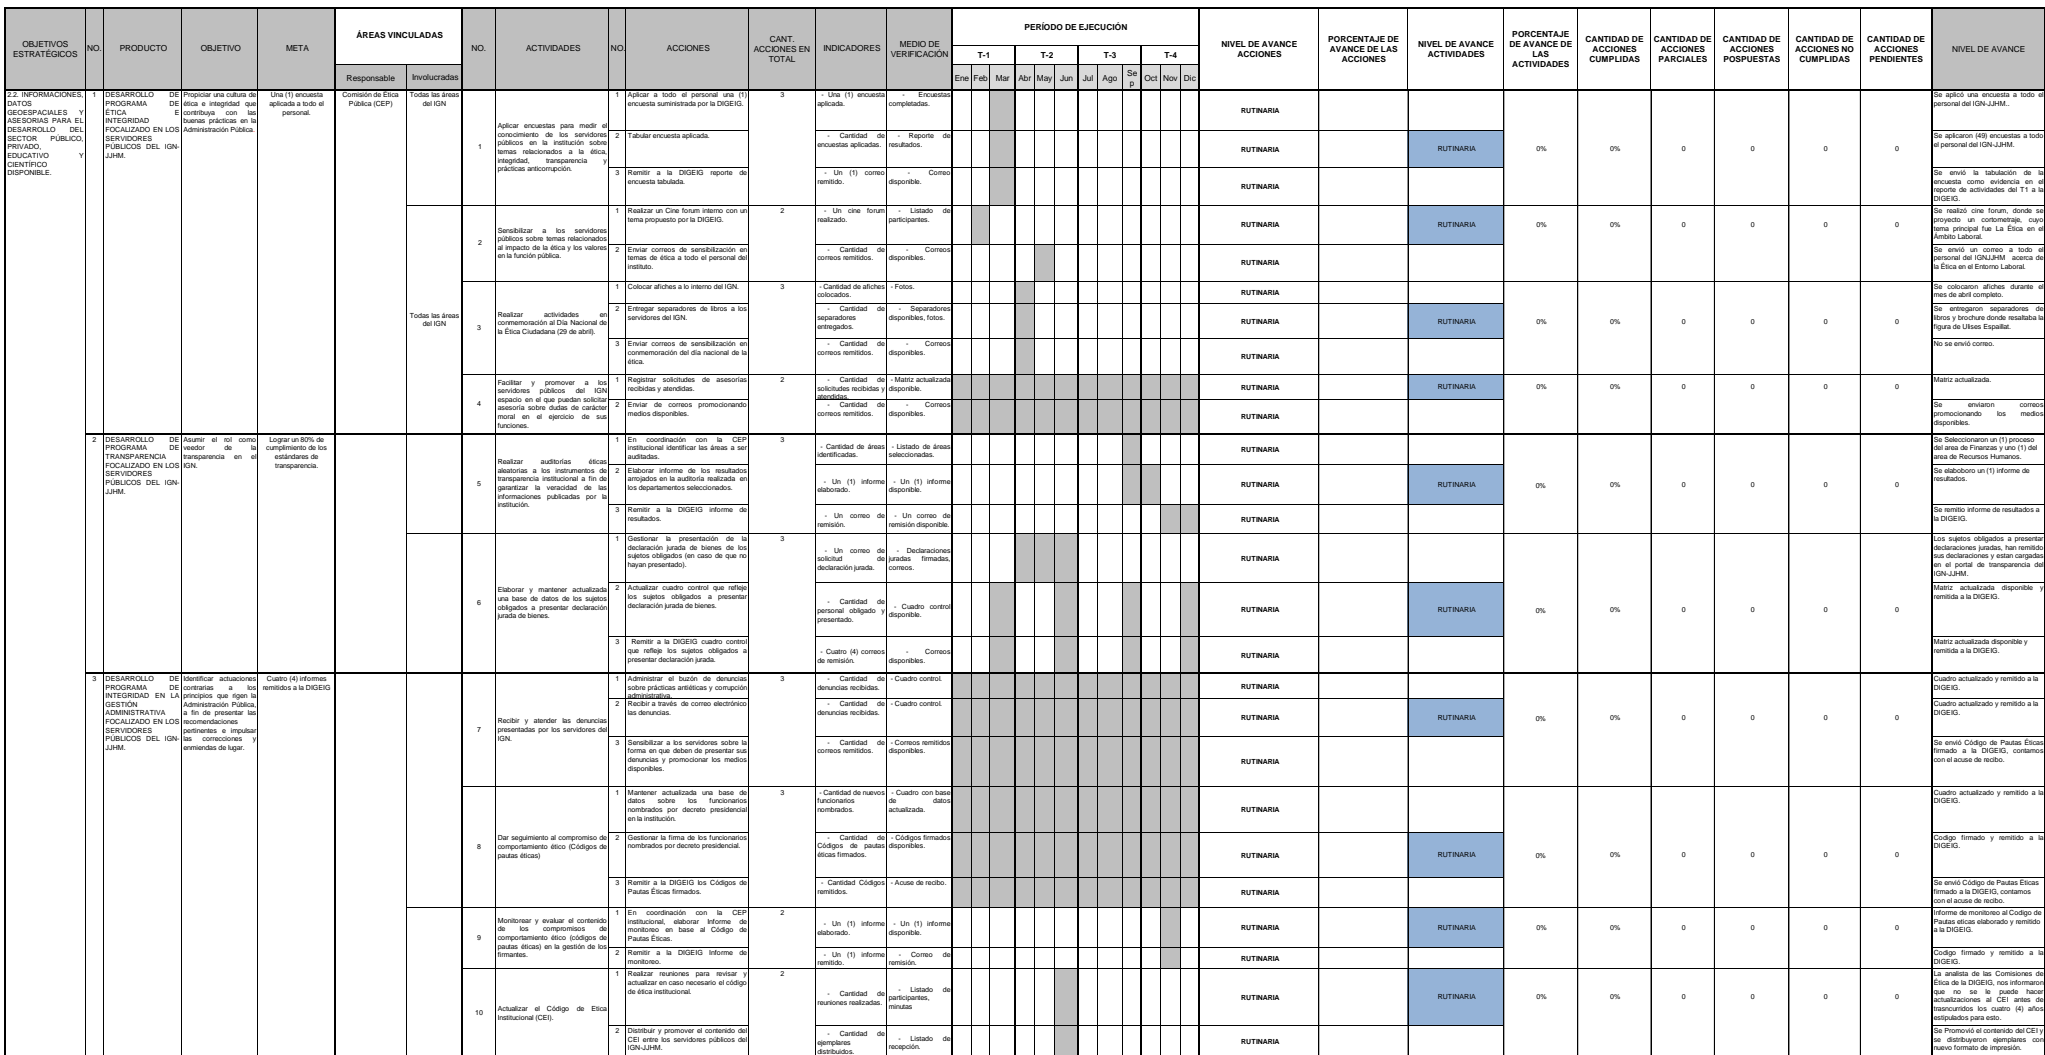 OBJETIVOS ESTRATÉGICOS
NO.
PRODUCTO
OBJETIVO
META
ÁREAS VINCULADAS
Responsable
Involucradas
NO.
ACTIVIDADES
NO.
ACCIONES
CANT. ACCIONES EN TOTAL
INDICADORES
MEDIO DE VERIFICACIÓN
PERÍODO DE EJECUCIÓN
T-1
T-2
T-3
T-4
Ene Feb Mar Abr May Jun Jul Ago Sep Oct Nov Dic
NIVEL DE AVANCE ACCIONES
PORCENTAJE DE AVANCE DE LAS ACCIONES
NIVEL DE AVANCE ACTIVIDADES
PORCENTAJE DE AVANCE DE LAS ACTIVIDADES
CANTIDAD DE ACCIONES CUMPLIDAS
CANTIDAD DE ACCIONES PARCIALES
CANTIDAD DE ACCIONES POSPUESTAS
CANTIDAD DE ACCIONES NO CUMPLIDAS
CANTIDAD DE ACCIONES PENDIENTES
NIVEL DE AVANCE
2.2. INFORMACIONES, DATOS GEOESPACIALES Y ASESORIAS PARA EL DESARROLLO DEL SECTOR PÚBLICO, PRIVADO, EDUCATIVO Y CIENTÍFICO DISPONIBLE.
1
DESARROLLO DE PROGRAMA DE ÉTICA E INTEGRIDAD FOCALIZADO EN LOS SERVIDORES PÚBLICOS DEL IGN-JJHM.
Propiciar una cultura de ética e integridad que contribuya con las buenas prácticas en la Administración Pública.
Una (1) encuesta aplicada a todo el personal.
Comisión de Ética Pública (CEP)
Todas las áreas del IGN
1
Aplicar encuestas para medir el conocimiento de los servidores públicos en la institución sobre temas relacionados a la ética, integridad, transparencia y prácticas anticorrupción.
1 Aplicar a todo el personal una (1) encuesta suministrada por la DIGEIG.
3
- Una (1) encuesta aplicada.
- Encuestas completadas.
RUTINARIA
Se aplicó una encuesta a todo el personal del IGN-JJHM..
2 Tabular encuesta aplicada.
- Cantidad de encuestas aplicadas.
- Reporte de resultados.
RUTINARIA
RUTINARIA
0% 0% 0 0 0 0
Se aplicaron (49) encuestas a todo el personal del IGN-JJHM.
3 Remitir a la DIGEIG reporte de encuesta tabulada.
- Un (1) correo remitido.
- Correo disponible.
RUTINARIA
Se envió la tabulación de la encuesta como evidencia en el reporte de actividades del T1 a la DIGEIG.
Todas las áreas del IGN
2
Sensibilizar a los servidores públicos sobre temas relacionados al impacto de la ética y los valores en la función pública.
1 Realizar un Cine forum interno con un tema propuesto por la DIGEIG.
2
- Un cine forum realizado.
- Listado de participantes.
RUTINARIA
RUTINARIA
0% 0% 0 0 0 0
Se realizó cine forum, donde se proyecto un cortometraje, cuyo tema principal fue La Ética en el Ámbito Laboral.
2 Enviar correos de sensibilización en temas de ética a todo el personal del instituto.
- Cantidad de correos remitidos.
- Correos disponibles.
RUTINARIA
Se envió un correo a todo el personal del IGNJJHM acerca de la Ética en el Entorno Laboral.
3
Realizar actividades en conmemoración al Día Nacional de la Ética Ciudadana (29 de abril).
1 Colocar afiches a lo interno del IGN.
3
- Cantidad de afiches colocados.
- Fotos.
RUTINARIA
Se colocaron afiches durante el mes de abril completo.
2 Entregar separadores de libros a los servidores del IGN.
- Cantidad de separadores entregados.
- Separadores disponibles, fotos.
RUTINARIA
RUTINARIA
0% 0% 0 0 0 0
Se entregaron separadores de libros y brochure donde resaltaba la figura de Ulises Espaillat.
3 Enviar correos de sensibilización en conmemoración del día nacional de la ética.
- Cantidad de correos remitidos.
- Correos disponibles.
RUTINARIA
No se envió correo.
4
Facilitar y promover a los servidores públicos del IGN espacio en el que puedan solicitar asesoría sobre dudas de carácter moral en el ejercicio de sus funciones.
1 Registrar solicitudes de asesorías recibidas y atendidas.
2
- Cantidad de solicitudes recibidas y atendidas.
- Matriz actualizada disponible.
RUTINARIA
RUTINARIA
0% 0% 0 0 0 0
Matriz actualizada.
2 Enviar de correos promocionando medios disponibles.
- Cantidad de correos remitidos.
- Correos disponibles.
RUTINARIA
Se enviaron correos promocionando los medios disponibles.
2
DESARROLLO DE PROGRAMA DE TRANSPARENCIA FOCALIZADO EN LOS SERVIDORES PÚBLICOS DEL IGN-JJHM.
Asumir el rol como veedor de la transparencia en el IGN.
Lograr un 80% de cumplimiento de los estándares de transparencia.
5
Realizar auditorías éticas aleatorias a los instrumentos de transparencia institucional a fin de garantizar la veracidad de las informaciones publicadas por la institución.
1 En coordinación con la CEP institucional identificar las áreas a ser auditadas.
3
- Cantidad de áreas identificadas.
- Listado de áreas seleccionadas.
RUTINARIA
Se Seleccionaron un (1) proceso del area de Finanzas y uno (1) del area de Recursos Humanos.
2 Elaborar informe de los resultados arrojados en la auditoría realizada en los departamentos seleccionados.
- Un (1) informe elaborado.
- Un (1) informe disponible.
RUTINARIA
RUTINARIA
0% 0% 0 0 0 0
Se elaboboro un (1) informe de resultados.
3 Remitir a la DIGEIG informe de resultados.
- Un correo de remisión.
- Un correo de remisión disponible.
RUTINARIA
Se remitio informe de resultados a la DIGEIG.
6
Elaborar y mantener actualizada una base de datos de los sujetos obligados a presentar declaración jurada de bienes.
1 Gestionar la presentación de la declaración jurada de bienes de los sujetos obligados (en caso de que no hayan presentado).
3
- Un correo de solicitud de declaración jurada.
- Declaraciones juradas firmadas, correos.
RUTINARIA
Los sujetos obligados a presentar declaraciones juradas, han remitido sus declaraciones y estan cargadas en el portal de transparencia del IGN-JJHM.
2 Actualizar cuadro control que refleje los sujetos obligados a presentar declaración jurada de bienes.
- Cantidad de personal obligado y presentado.
- Cuadro control disponible.
RUTINARIA
RUTINARIA
0% 0% 0 0 0 0
Matriz actualizada disponible y remitida a la DIGEIG.
3 Remitir a la DIGEIG cuadro control que refleje los sujetos obligados a presentar declaración jurada.
- Cuatro (4) correos de remisión.
- Correos disponibles.
RUTINARIA
Matriz actualizada disponible y remitida a la DIGEIG.
3
DESARROLLO DE PROGRAMA DE INTEGRIDAD EN LA GESTIÓN ADMINISTRATIVA FOCALIZADO EN LOS SERVIDORES PÚBLICOS DEL IGN-JJHM.
Identificar actuaciones contrarias a los principios que rigen la Administración Pública, a fin de presentar las recomendaciones pertinentes e impulsar las correcciones y enmiendas de lugar.
Cuatro (4) informes remitidos a la DIGEIG
7
Recibir y atender las denuncias presentadas por los servidores del IGN.
1 Administrar el buzón de denuncias sobre prácticas antiéticas y corrupción administrativa.
3
- Cantidad de denuncias recibidas.
- Cuadro control.
RUTINARIA
Cuadro actualizado y remitido a la DIGEIG.
2 Recibir a través de correo electrónico las denuncias.
- Cantidad de denuncias recibidas.
- Cuadro control.
RUTINARIA
RUTINARIA
0% 0% 0 0 0 0
Cuadro actualizado y remitido a la DIGEIG.
3 Sensibilizar a los servidores sobre la forma en que deben de presentar sus denuncias y promocionar los medios disponibles.
- Cantidad de correos remitidos.
- Correos remitidos disponibles.
RUTINARIA
Se envió Código de Pautas Éticas firmado a la DIGEIG, contamos con el acuse de recibo.
8
Dar seguimiento al compromiso de comportamiento ético (Códigos de pautas éticas)
1 Mantener actualizada una base de datos sobre los funcionarios nombrados por decreto presidencial en la institución.
3
- Cantidad de nuevos funcionarios nombrados.
- Cuadro con base de datos actualizada.
RUTINARIA
Cuadro actualizado y remitido a la DIGEIG.
2 Gestionar la firma de los funcionarios nombrados por decreto presidencial.
- Cantidad de Códigos de pautas éticas firmados.
- Códigos firmados disponibles.
RUTINARIA
RUTINARIA
0% 0% 0 0 0 0
Codigo firmado y remitido a la DIGEIG.
3 Remitir a la DIGEIG los Códigos de Pautas Éticas firmados.
- Cantidad Códigos remitidos.
- Acuse de recibo.
RUTINARIA
Se envió Código de Pautas Éticas firmado a la DIGEIG, contamos con el acuse de recibo.
9
Monitorear y evaluar el contenido de los compromisos de comportamiento ético (códigos de pautas éticas) en la gestión de los firmantes.
1 En coordinación con la CEP institucional, elaborar Informe de monitoreo en base al Código de Pautas Éticas.
2
- Un (1) informe elaborado.
- Un (1) informe disponible.
RUTINARIA
RUTINARIA
0% 0% 0 0 0 0
Informe de monitoreo al Codigo de Pautas eticas elaborado y remitido a la DIGEIG.
2 Remitir a la DIGEIG Informe de monitoreo.
- Un (1) informe remitido.
- Correo de remisión.
RUTINARIA
Codigo firmado y remitido a la DIGEIG.
10
Actualizar el Código de Etica Institucional (CEI).
1 Realizar reuniones para revisar y actualizar en caso necesario el código de ética institucional.
2
- Cantidad de reuniones realizadas.
- Listado de participantes, minutas
RUTINARIA
RUTINARIA
0% 0% 0 0 0 0
La analista de las Comisiones de Ética de la DIGEIG, nos informaron que no se le puede hacer actualizaciones al CEI antes de trasncurridos los cuatro (4) años estipulados para esto.
2 Distribuir y promover el contenido del CEI entre los servidores públicos del IGN-JJHM.
- Cantidad de ejemplares distribuidos.
- Listado de recepción.
RUTINARIA
Se Promovió el contenido del CEI y se distribuyeron ejemplares con nuevo formato de impresión.